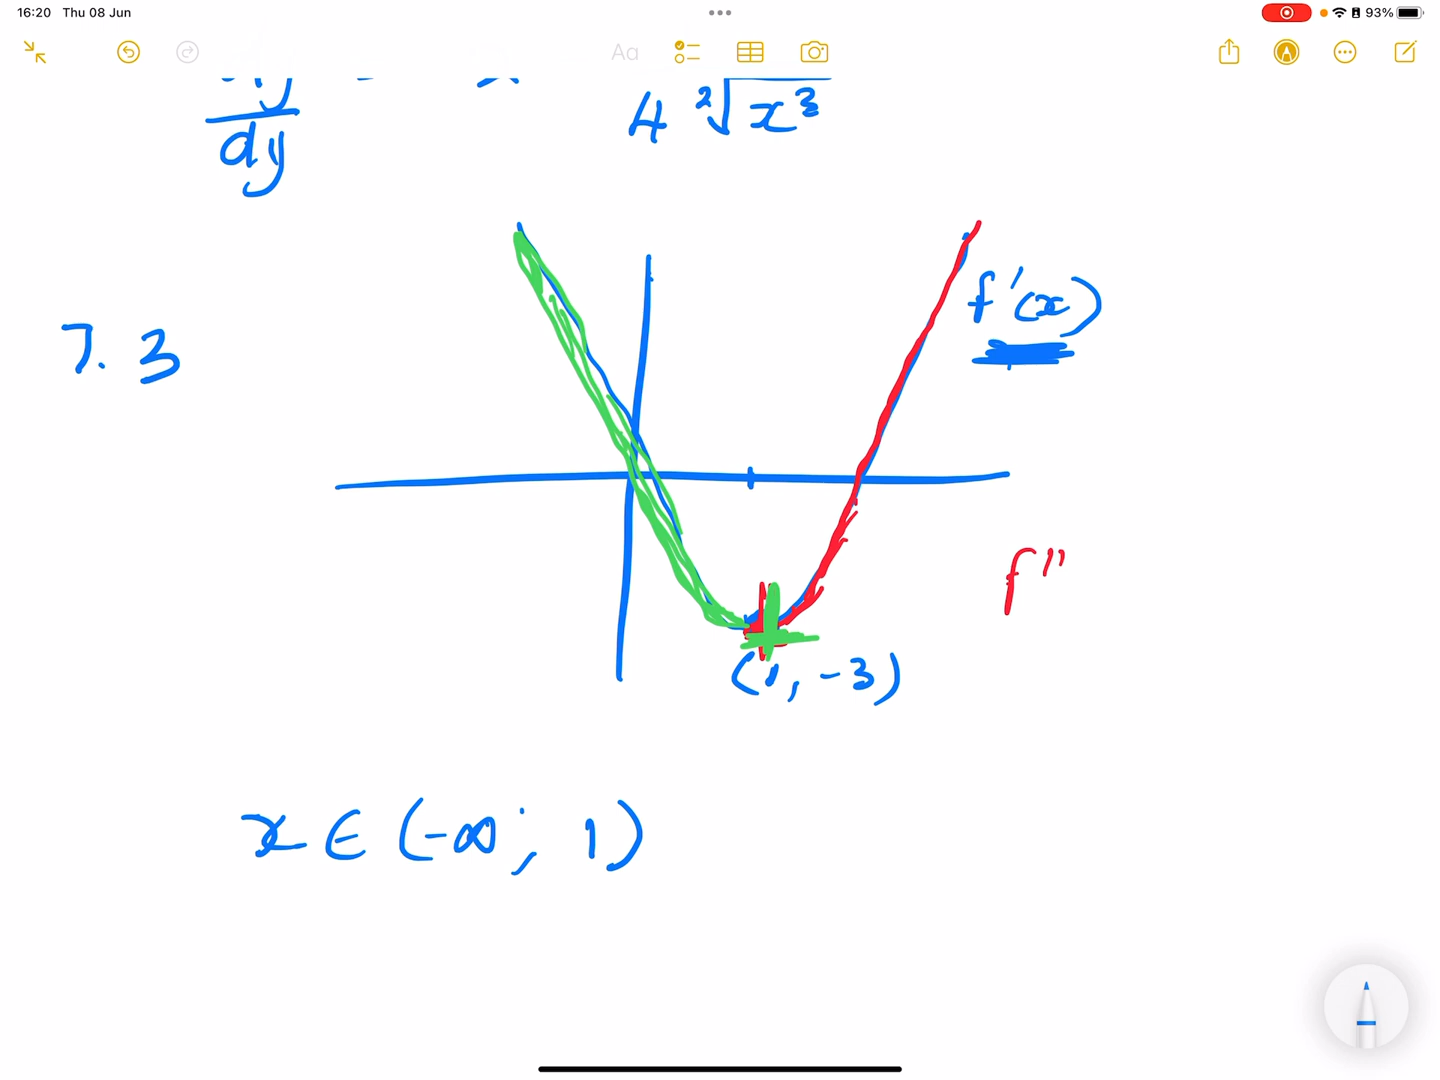 16:20 Thu 08 Jun
93%
Aa
dy
4 ²√x³
f'(x)
7.3
f''
(1, -3)
x ∈ (-∞; 1)